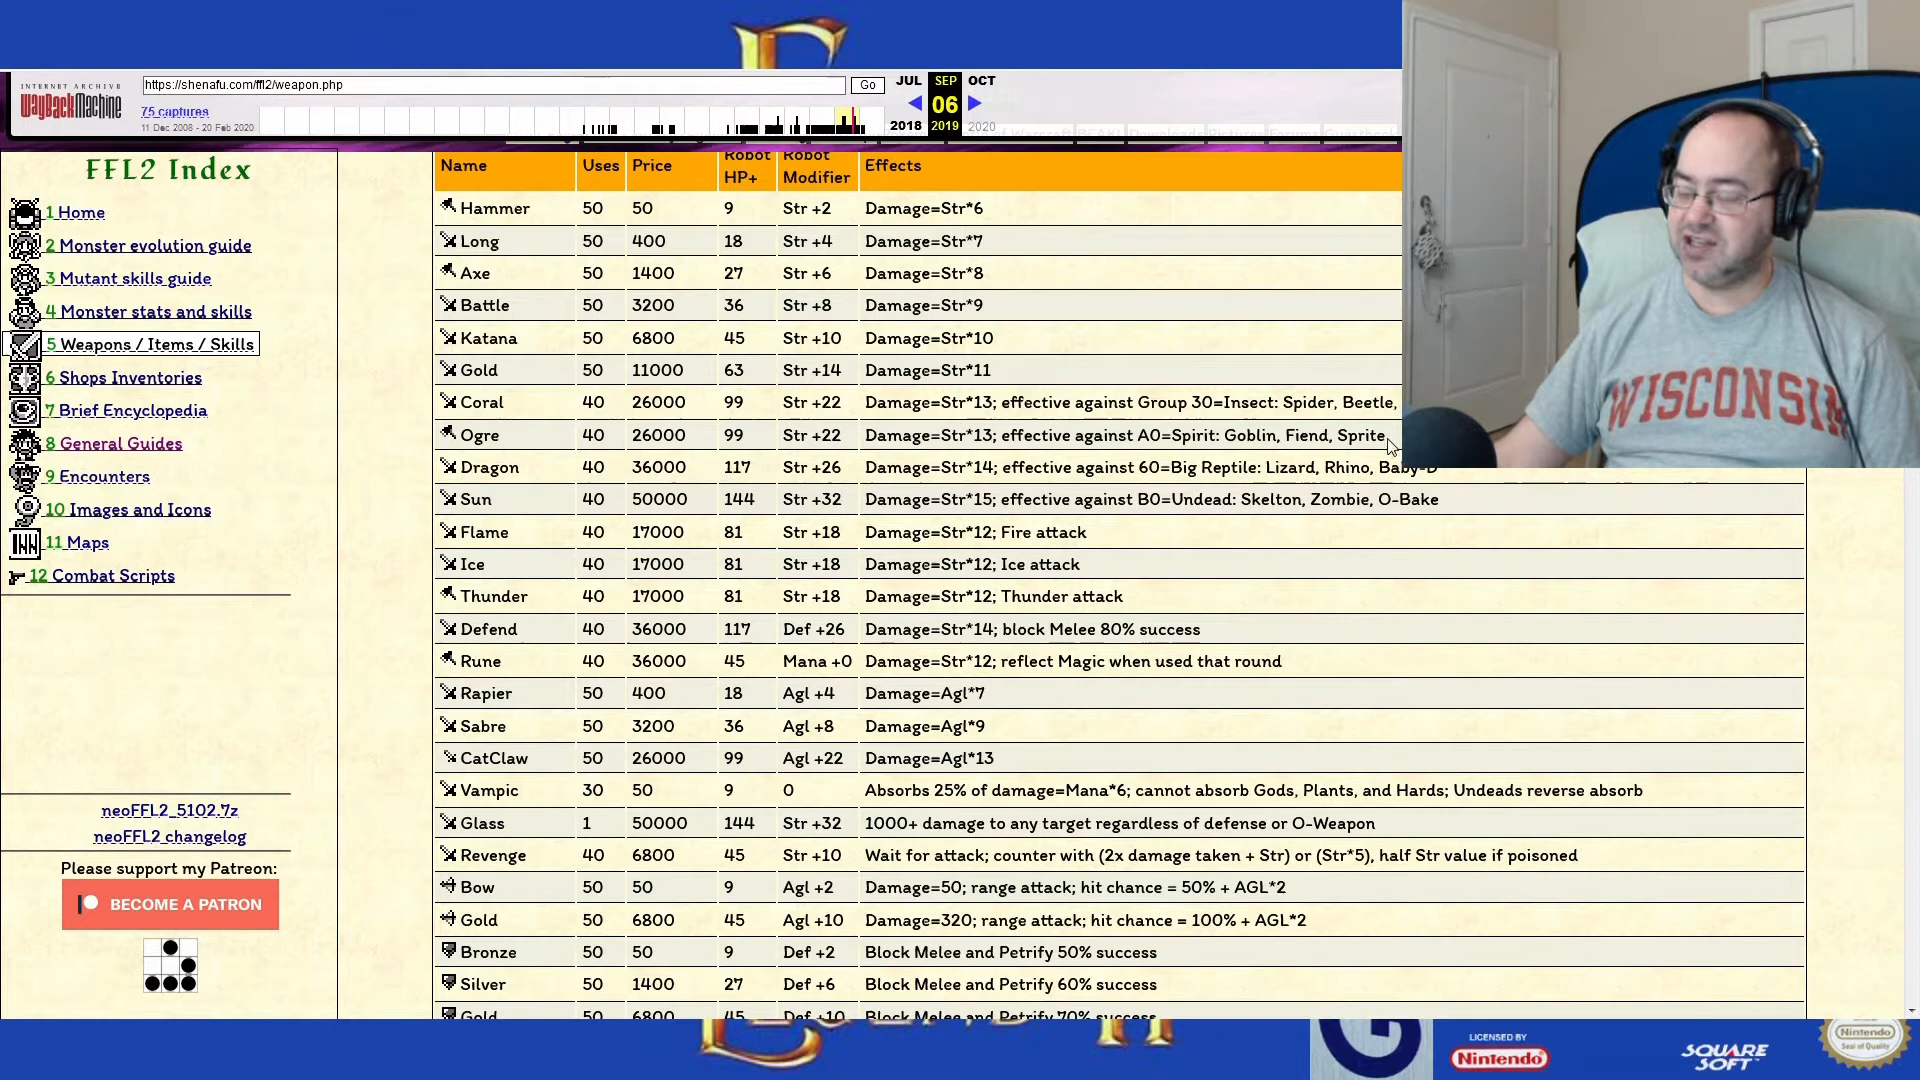 INTERNET ARCHIVE
WayBackMachine
https://shenafu.com/ffl2/weapon.php
Go
JUL SEP OCT
75 captures
06
11 Dec 2008 - 20 Feb 2020
2018 2019 2020
FFL2 Index
1 Home
2 Monster evolution guide
3 Mutant skills guide
4 Monster stats and skills
5 Weapons / Items / Skills
6 Shops Inventories
7 Brief Encyclopedia
8 General Guides
9 Encounters
10 Images and Icons
11 Maps
12 Combat Scripts
neoFFL2_5102.7z
neoFFL2 changelog
Please support my Patreon:
BECOME A PATRON
Name Uses Price Robot HP+ Robot Modifier Effects
Hammer 50 50 9 Str +2 Damage=Str*6
Long 50 400 18 Str +4 Damage=Str*7
Axe 50 1400 27 Str +6 Damage=Str*8
Battle 50 3200 36 Str +8 Damage=Str*9
Katana 50 6800 45 Str +10 Damage=Str*10
Gold 50 11000 63 Str +14 Damage=Str*11
Coral 40 26000 99 Str +22 Damage=Str*13; effective against Group 30=Insect: Spider, Beetle,
Ogre 40 26000 99 Str +22 Damage=Str*13; effective against A0=Spirit: Goblin, Fiend, Sprite
Dragon 40 36000 117 Str +26 Damage=Str*14; effective against 60=Big Reptile: Lizard, Rhino, Baby-D
Sun 40 50000 144 Str +32 Damage=Str*15; effective against B0=Undead: Skelton, Zombie, O-Bake
Flame 40 17000 81 Str +18 Damage=Str*12; Fire attack
Ice 40 17000 81 Str +18 Damage=Str*12; Ice attack
Thunder 40 17000 81 Str +18 Damage=Str*12; Thunder attack
Defend 40 36000 117 Def +26 Damage=Str*14; block Melee 80% success
Rune 40 36000 45 Mana +0 Damage=Str*12; reflect Magic when used that round
Rapier 50 400 18 Agl +4 Damage=Agl*7
Sabre 50 3200 36 Agl +8 Damage=Agl*9
CatClaw 50 26000 99 Agl +22 Damage=Agl*13
Vampic 30 50 9 0 Absorbs 25% of damage=Mana*6; cannot absorb Gods, Plants, and Hards; Undeads reverse absorb
Glass 1 50000 144 Str +32 1000+ damage to any target regardless of defense or O-Weapon
Revenge 40 6800 45 Str +10 Wait for attack; counter with (2x damage taken + Str) or (Str*5), half Str value if poisoned
Bow 50 50 9 Agl +2 Damage=50; range attack; hit chance = 50% + AGL*2
Gold 50 6800 45 Agl +10 Damage=320; range attack; hit chance = 100% + AGL*2
Bronze 50 50 9 Def +2 Block Melee and Petrify 50% success
Silver 50 1400 27 Def +6 Block Melee and Petrify 60% success
Gold 50 6800 45 Def +10 Block Melee and Petrify 70% success
WISCONSIN
LICENSED BY
Nintendo
SQUARE
SOFT
Nintendo
Seal of Quality